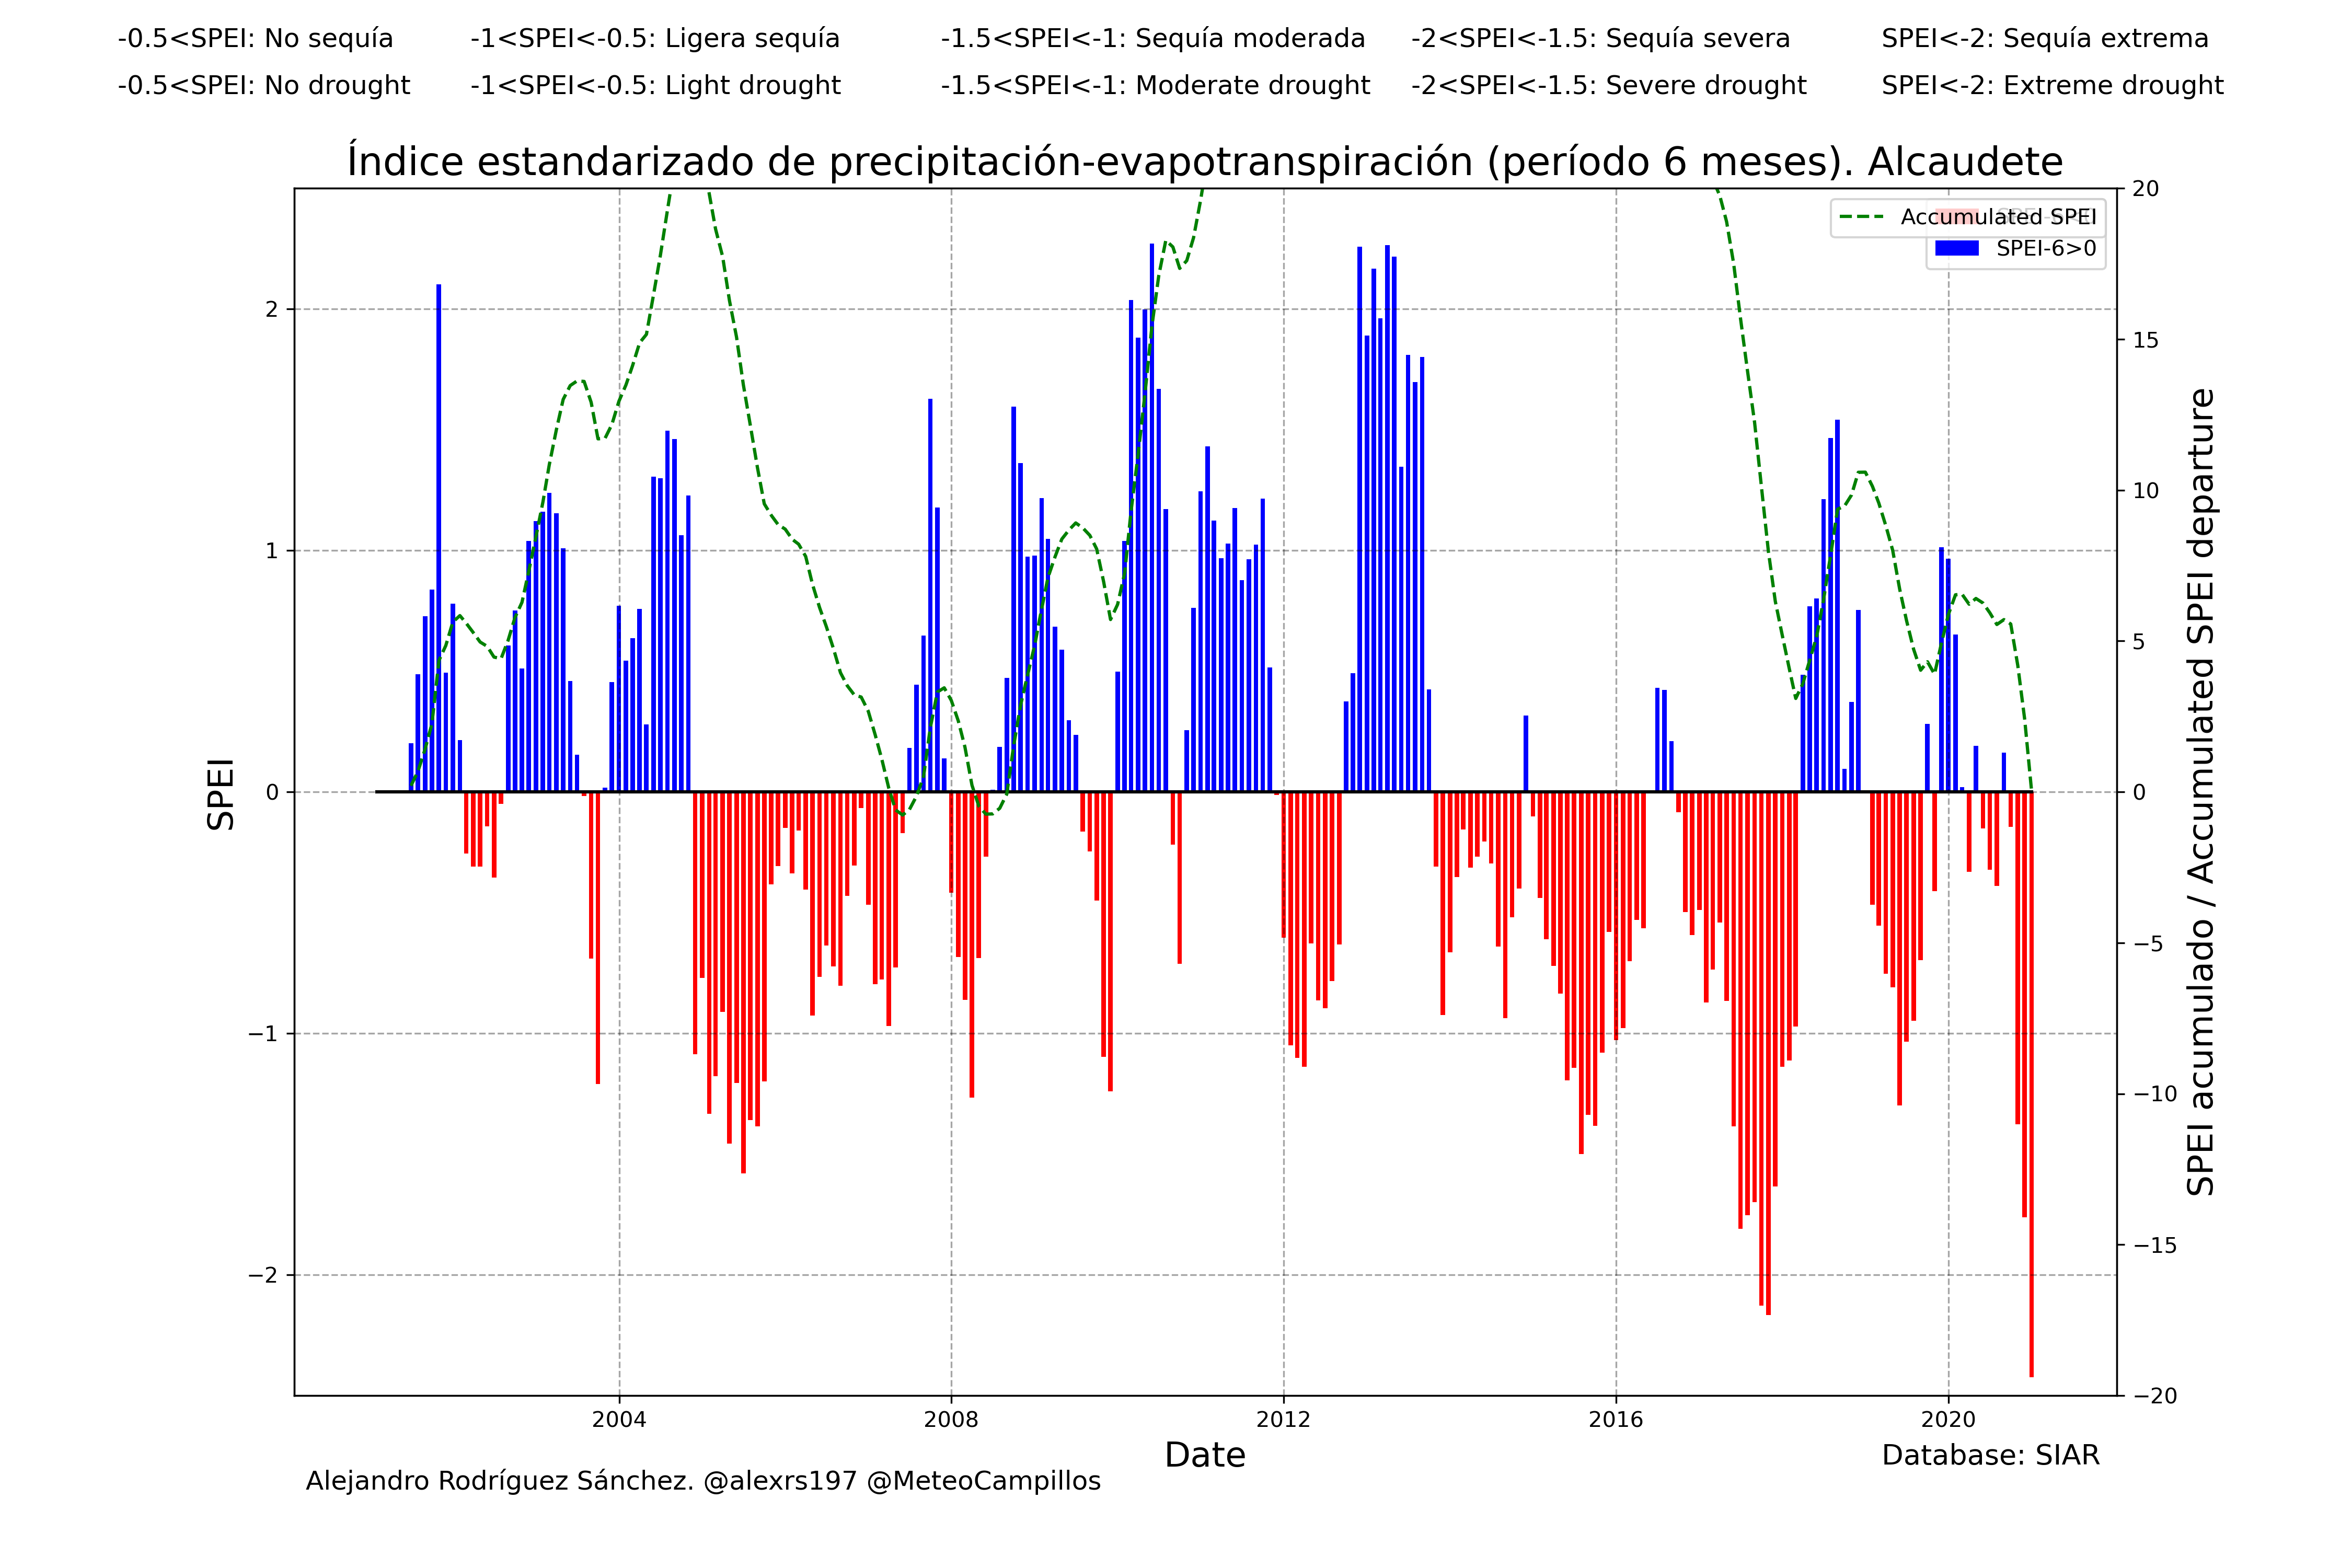 -0.5<SPEI: No sequía -1<SPEI<-0.5: Ligera sequía -1.5<SPEI<-1: Sequía moderada -2<SPEI<-1.5: Sequía severa SPEI<-2: Sequía extrema
-0.5<SPEI: No drought -1<SPEI<-0.5: Light drought -1.5<SPEI<-1: Moderate drought -2<SPEI<-1.5: Severe drought SPEI<-2: Extreme drought
Índice estandarizado de precipitación-evapotranspiración (período 6 meses). Alcaudete
Accumulated SPEI
SPEI-6>0
SPEI
2
1
0
−1
−2
20
15
10
5
0
−5
−10
−15
−20
SPEI acumulado / Accumulated SPEI departure
2004 2008 2012 2016 2020
Date
Database: SIAR
Alejandro Rodríguez Sánchez. @alexrs197 @MeteoCampillos